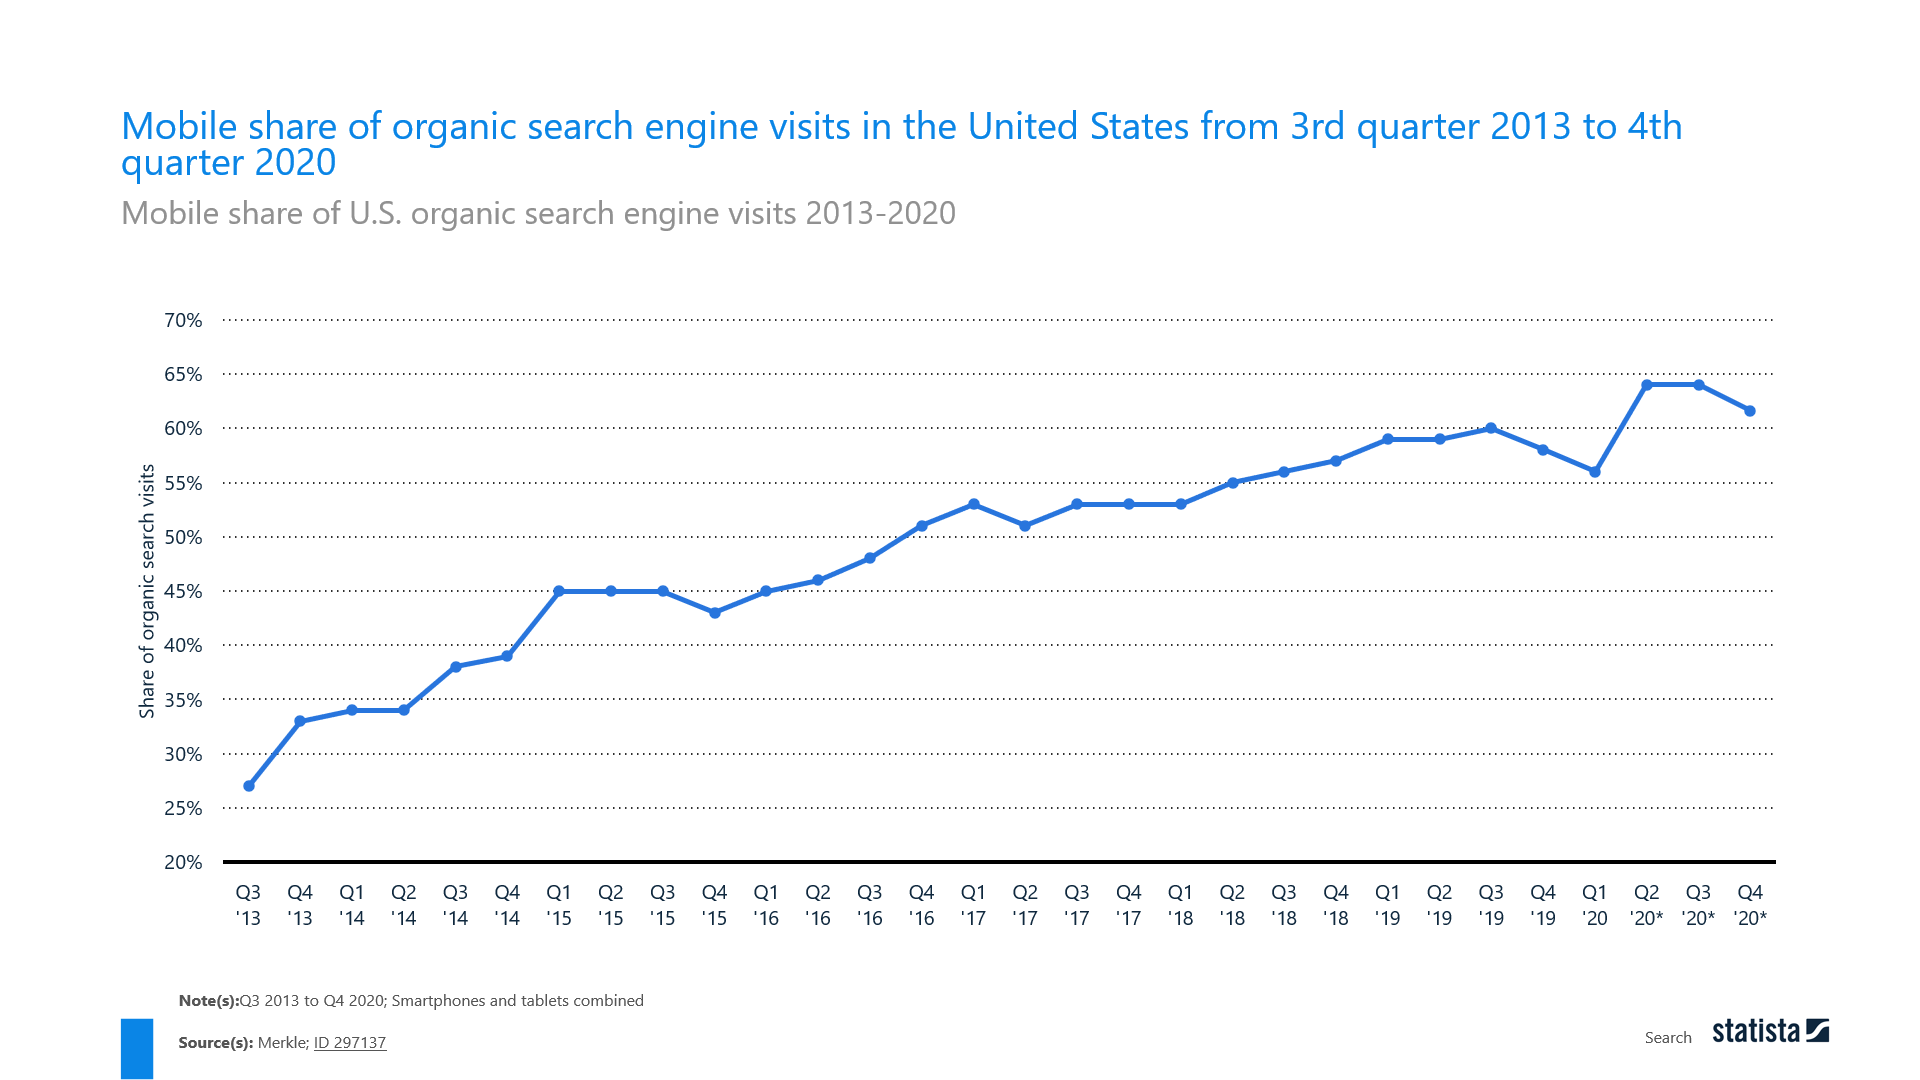 Mobile share of organic search engine visits in the United States from 3rd quarter 2013 to 4th
quarter 2020
Mobile share of U.S. organic search engine visits 2013-2020
Share of organic search visits
70%
65%
60%
55%
50%
45%
40%
35%
30%
25%
20%
Q3 Q4 Q1 Q2 Q3 Q4 Q1 Q2 Q3 Q4 Q1 Q2 Q3 Q4 Q1 Q2 Q3 Q4 Q1 Q2 Q3 Q4 Q1 Q2 Q3 Q4 Q1 Q2 Q3 Q4
'13 '13 '14 '14 '14 '14 '15 '15 '15 '15 '16 '16 '16 '16 '17 '17 '17 '17 '18 '18 '18 '18 '19 '19 '19 '19 '20 '20* '20* '20*
Note(s):Q3 2013 to Q4 2020; Smartphones and tablets combined
Source(s): Merkle; ID 297137
Search statista